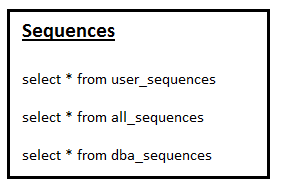 Sequences
select * from user_sequences
select * from all_sequences
select * from dba_sequences